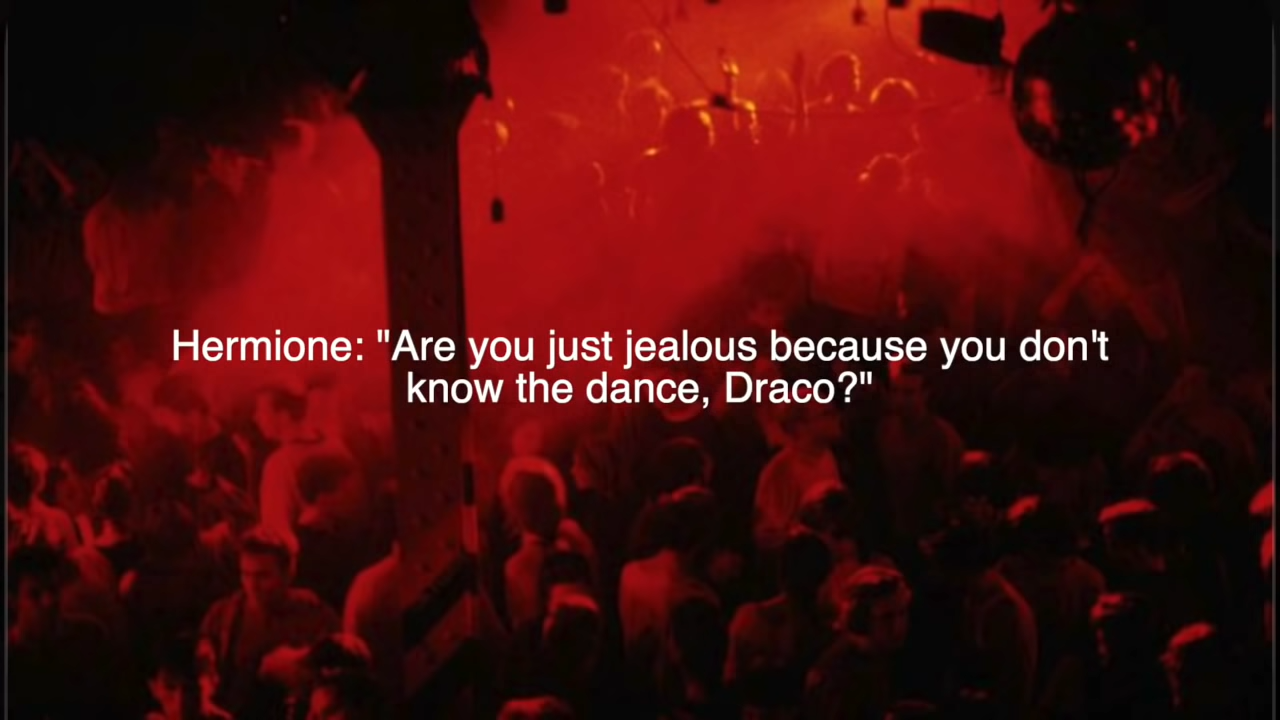 Hermione: "Are you just jealous because you don't
know the dance, Draco?"